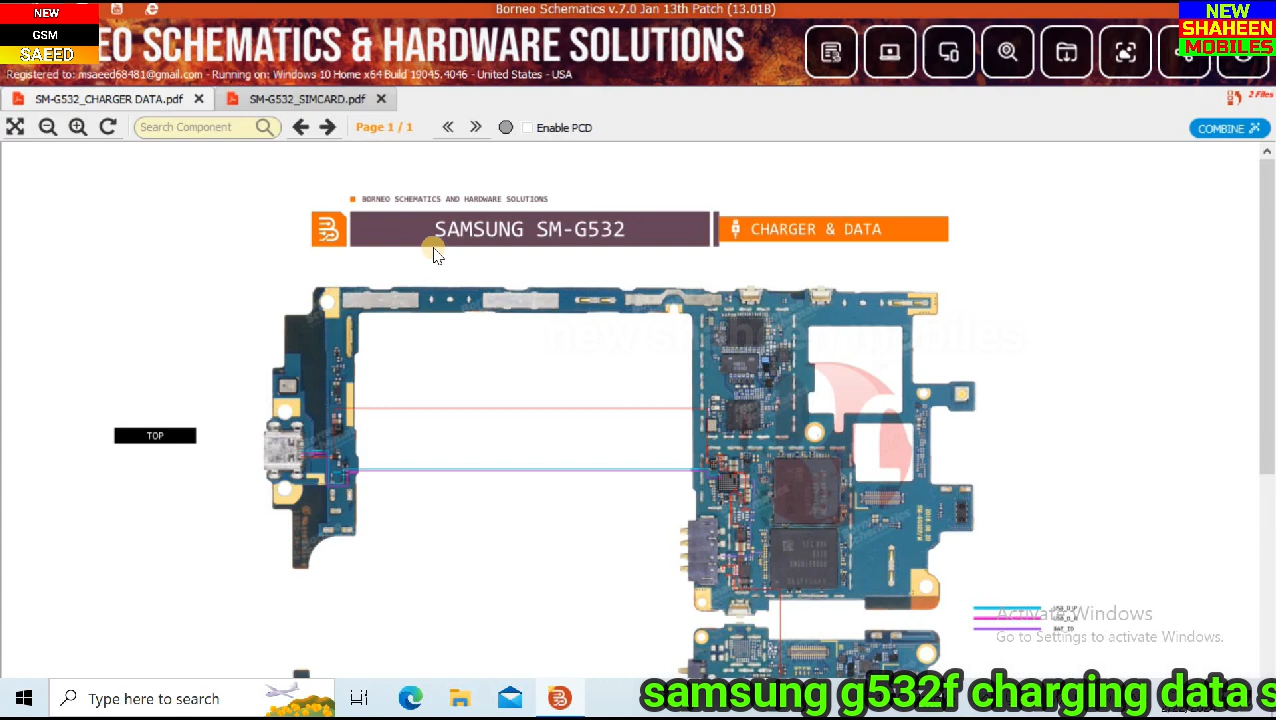 NEW
GSM
SAEED
Borneo Schematics v.7.0 Jan 13th Patch (13.01B)
NEW
SHAHEEN
MOBILES
EO SCHEMATICS & HARDWARE SOLUTIONS
Registered to: msaeed68481@gmail.com - Running on: Windows 10 Home x64 Build 19045.4046 - United States - USA
SM-G532_CHARGER DATA.pdf
SM-G532_SIMCARD.pdf
2 Files
Search Component
Page 1 / 1
Enable PCD
COMBINE
BORNEO SCHEMATICS AND HARDWARE SOLUTIONS
SAMSUNG SM-G532
CHARGER & DATA
new shaheen mobiles
TOP
Activate Windows
Go to Settings to activate Windows.
BAT_ID
Type here to search
samsung g532f charging data s